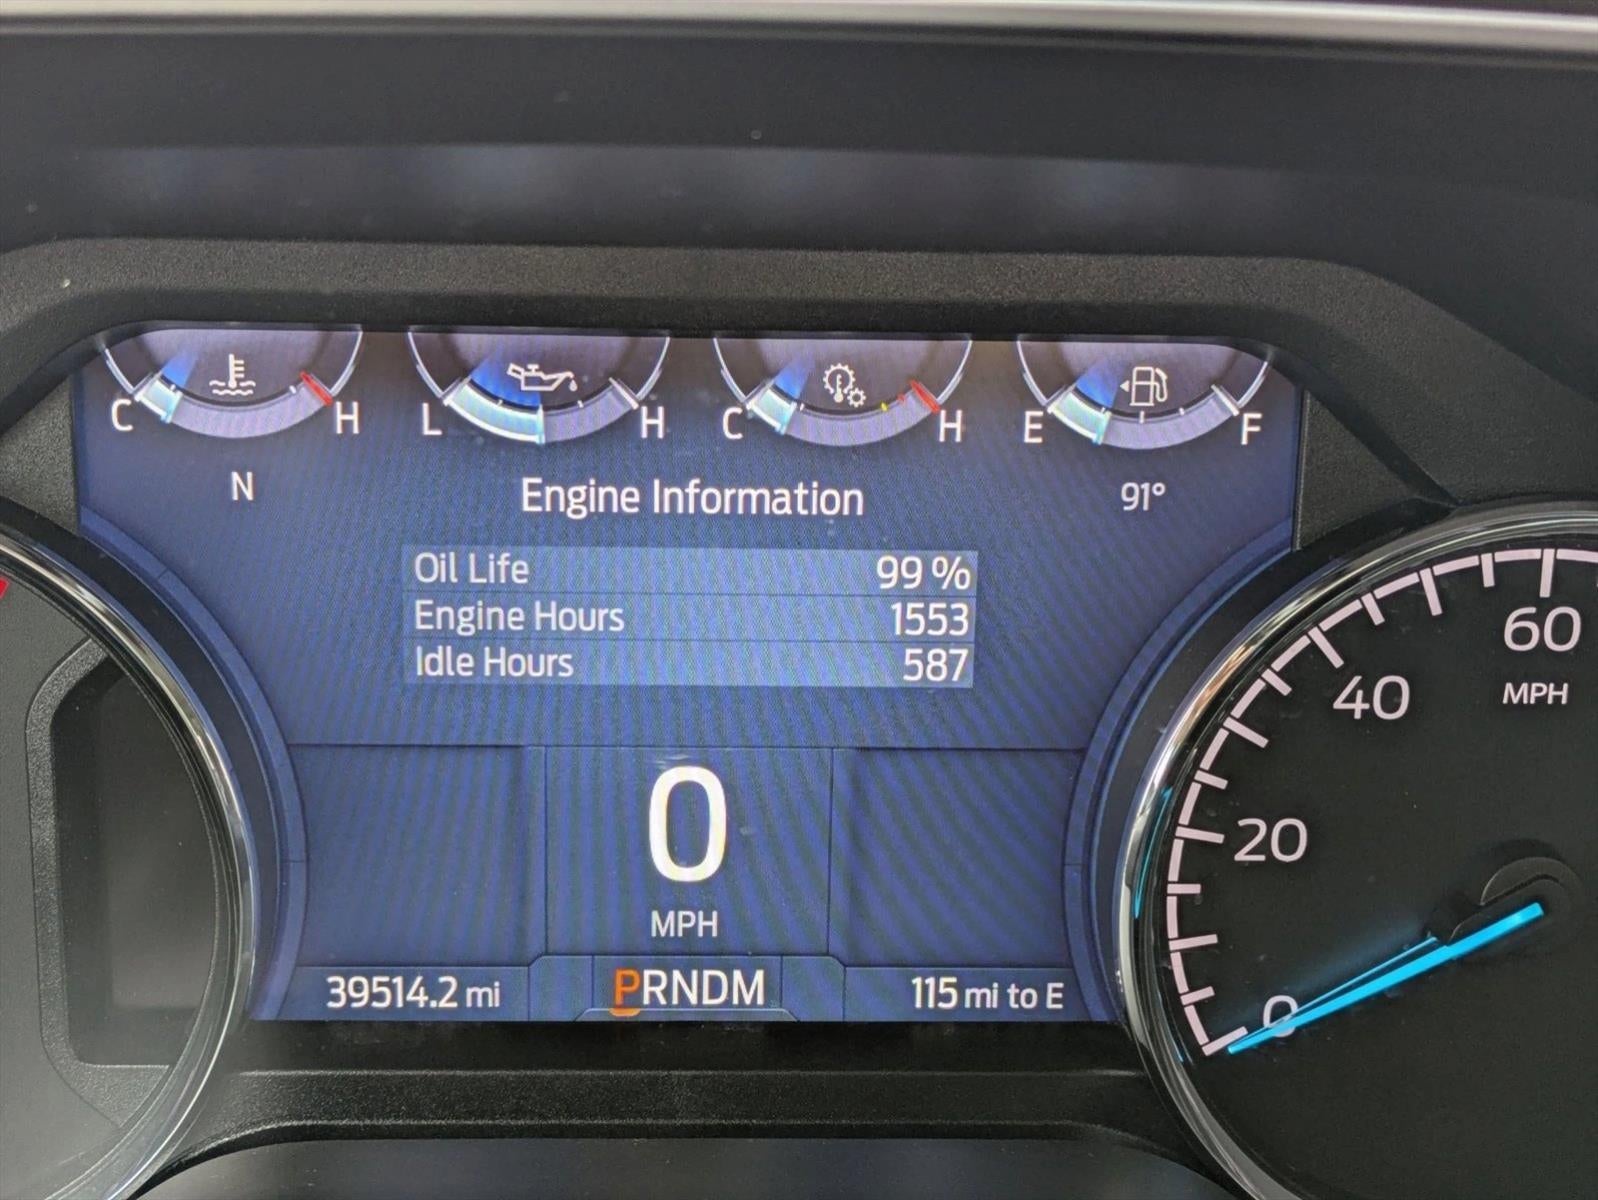 C H L H C H E F
N Engine Information 91°
Oil Life 99 %
Engine Hours 1553
Idle Hours 587
0
MPH
39514.2 mi PRNDM 115 mi to E
60
MPH
40
20
0